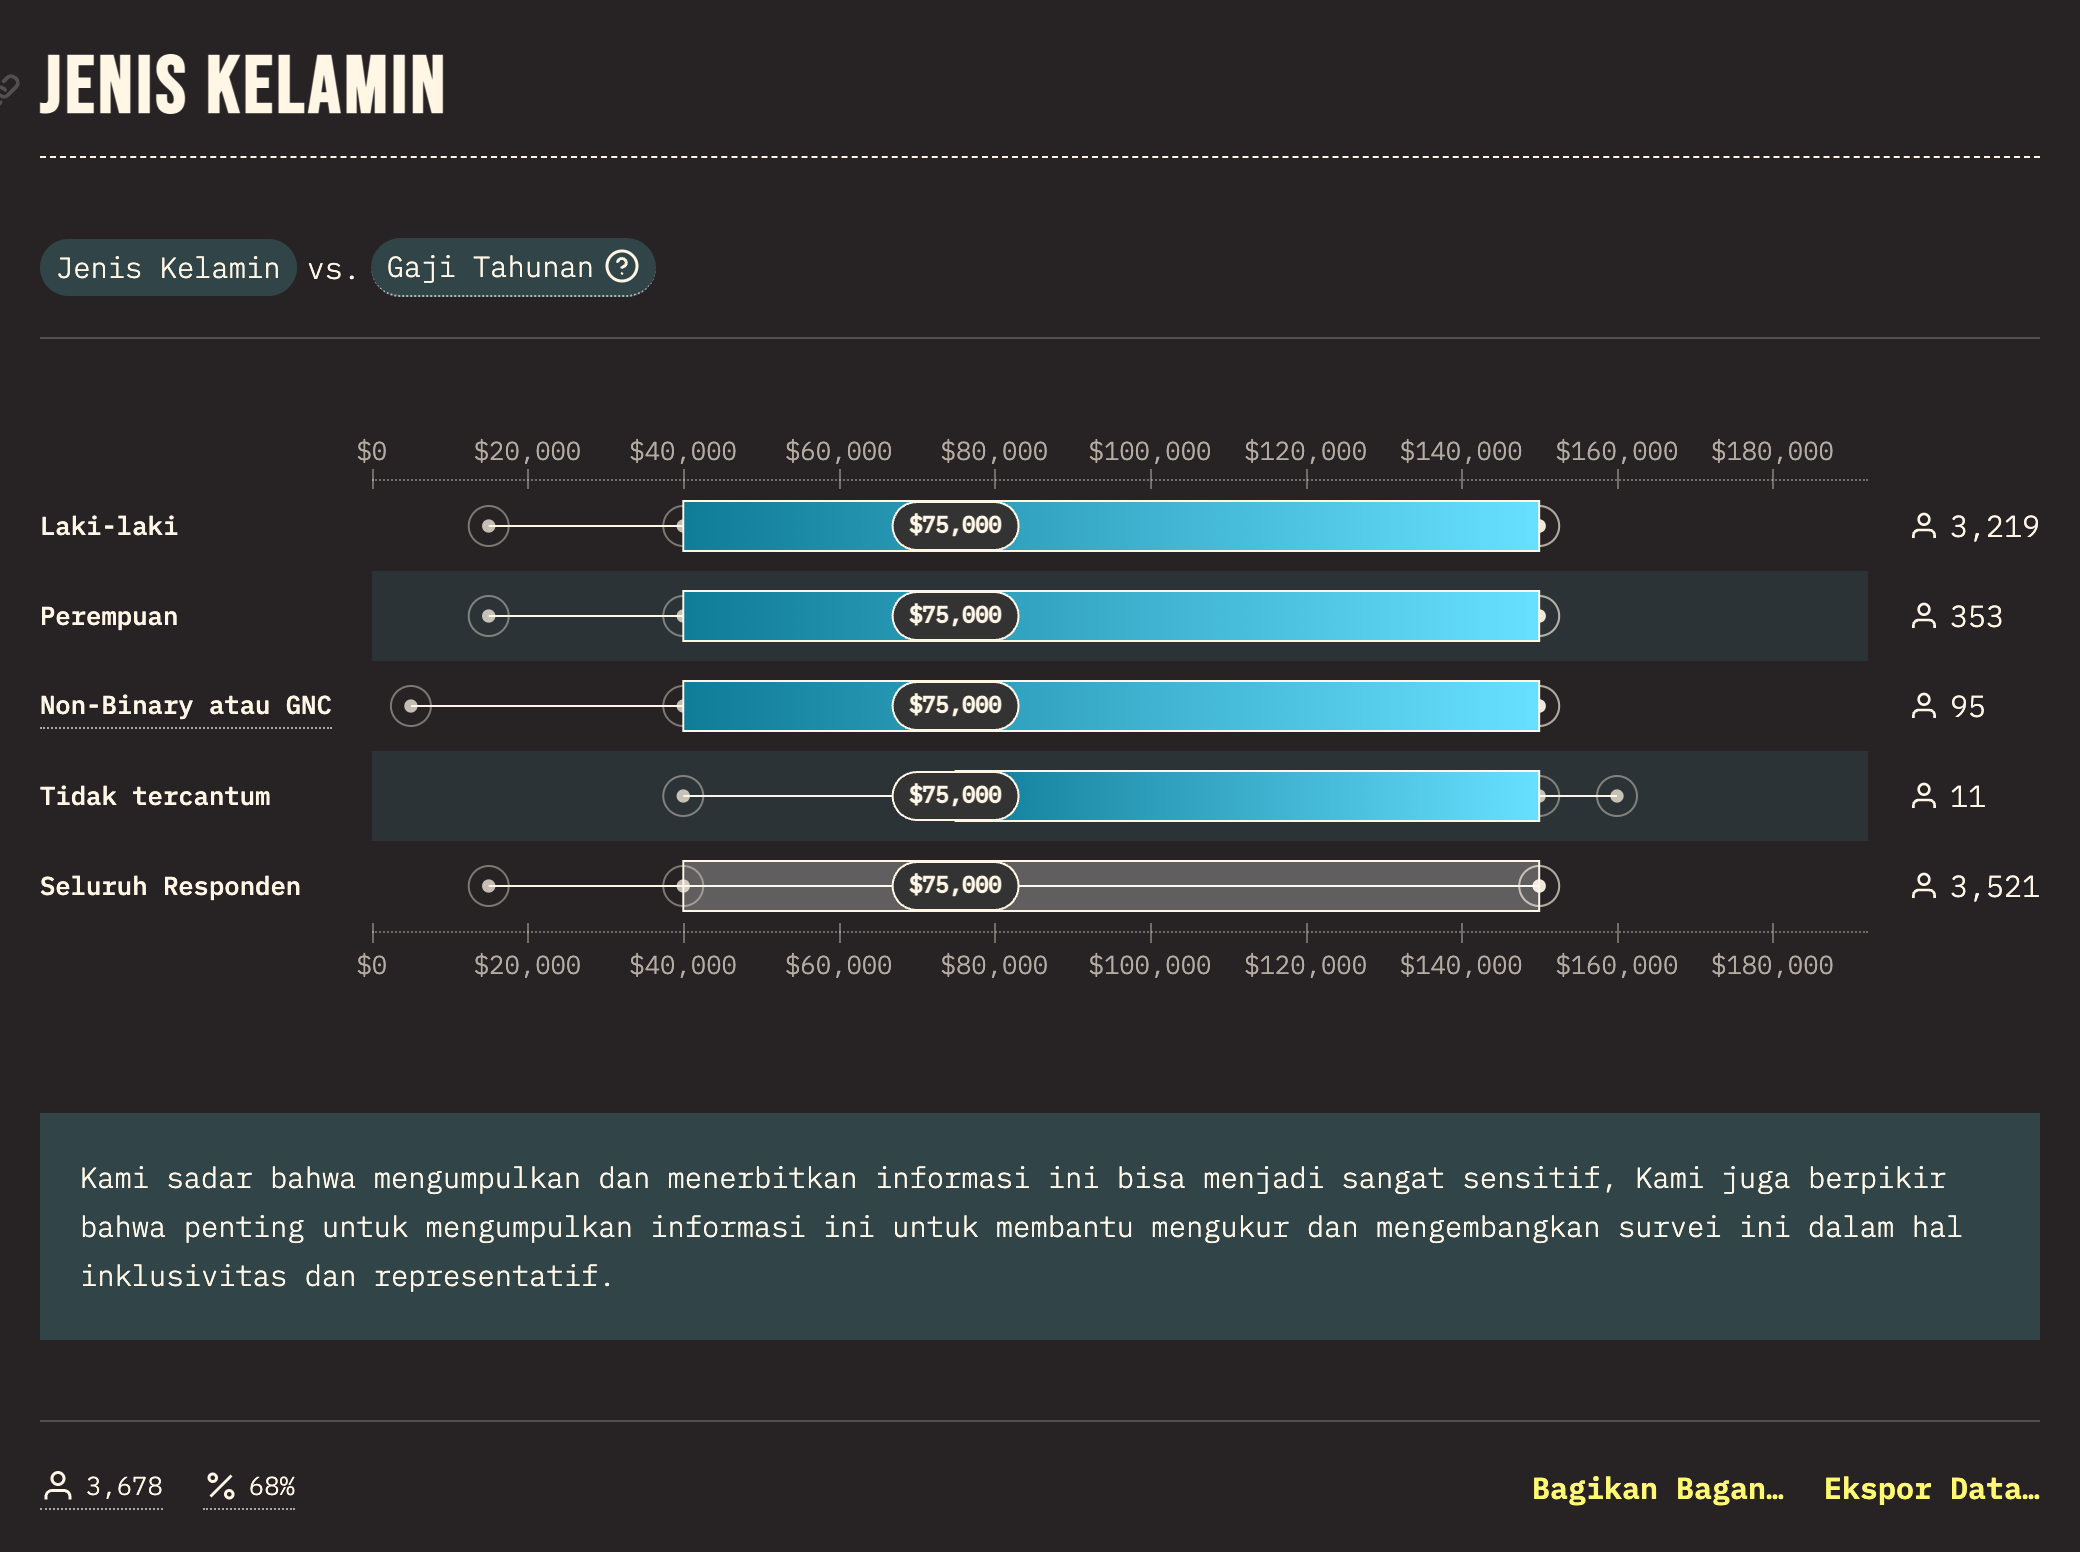 JENIS KELAMIN
Jenis Kelamin vs. Gaji Tahunan ?
$0 $20,000 $40,000 $60,000 $80,000 $100,000 $120,000 $140,000 $160,000 $180,000
Laki-laki $75,000 3,219
Perempuan $75,000 353
Non-Binary atau GNC $75,000 95
Tidak tercantum $75,000 11
Seluruh Responden $75,000 3,521
$0 $20,000 $40,000 $60,000 $80,000 $100,000 $120,000 $140,000 $160,000 $180,000
Kami sadar bahwa mengumpulkan dan menerbitkan informasi ini bisa menjadi sangat sensitif, Kami juga berpikir
bahwa penting untuk mengumpulkan informasi ini untuk membantu mengukur dan mengembangkan survei ini dalam hal
inklusivitas dan representatif.
3,678 % 68% Bagikan Bagan… Ekspor Data…